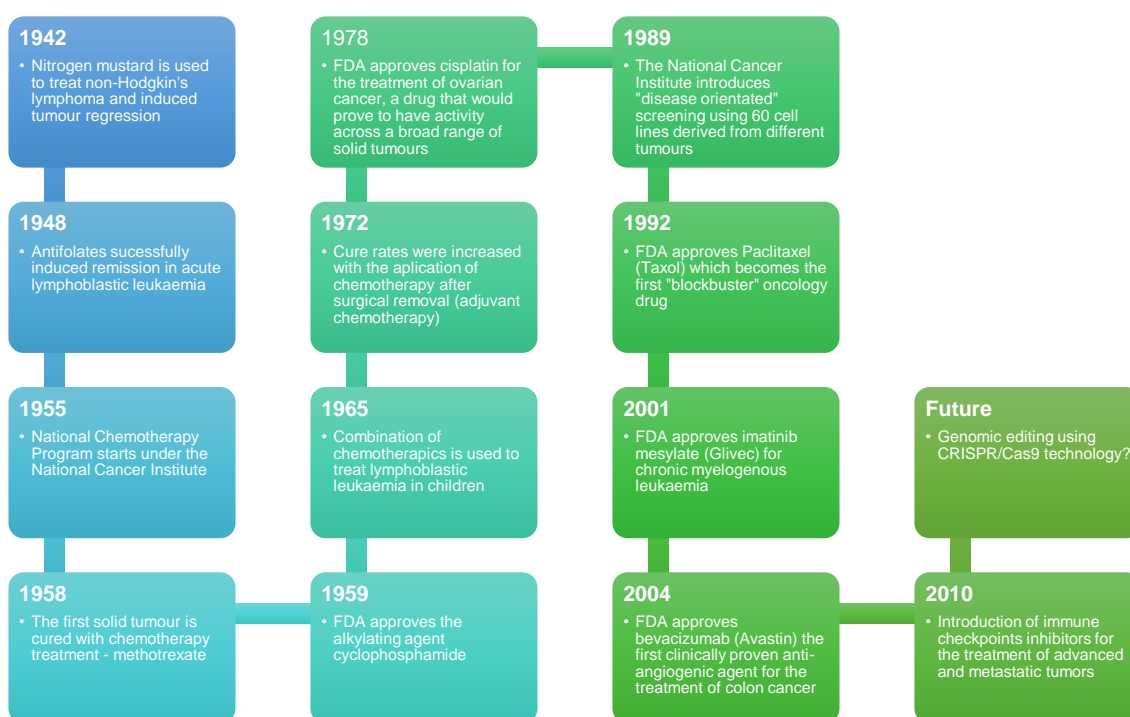 1942
• Nitrogen mustard is used
to treat non-Hodgkin's
lymphoma and induced
tumour regression
1948
• Antifolates sucessfully
induced remission in acute
lymphoblastic leukaemia
1955
• National Chemotherapy
Program starts under the
National Cancer Institute
1958
• The first solid tumour is
cured with chemotherapy
treatment - methotrexate
1959
• FDA approves the
alkylating agent
cyclophosphamide
1965
• Combination of
chemotherapics is used to
treat lymphoblastic
leukaemia in children
1972
• Cure rates were increased
with the aplication of
chemotherapy after
surgical removal (adjuvant
chemotherapy)
1978
• FDA approves cisplatin for
the treatment of ovarian
cancer, a drug that would
prove to have activity
across a broad range of
solid tumours
1989
• The National Cancer
Institute introduces
"disease orientated"
screening using 60 cell
lines derived from different
tumours
1992
• FDA approves Paclitaxel
(Taxol) which becomes the
first "blockbuster" oncology
drug
2001
• FDA approves imatinib
mesylate (Glivec) for
chronic myelogenous
leukaemia
2004
• FDA approves
bevacizumab (Avastin) the
first clinically proven anti-
angiogenic agent for the
treatment of colon cancer
2010
• Introduction of immune
checkpoints inhibitors for
the treatment of advanced
and metastatic tumors
Future
• Genomic editing using
CRISPR/Cas9 technology?